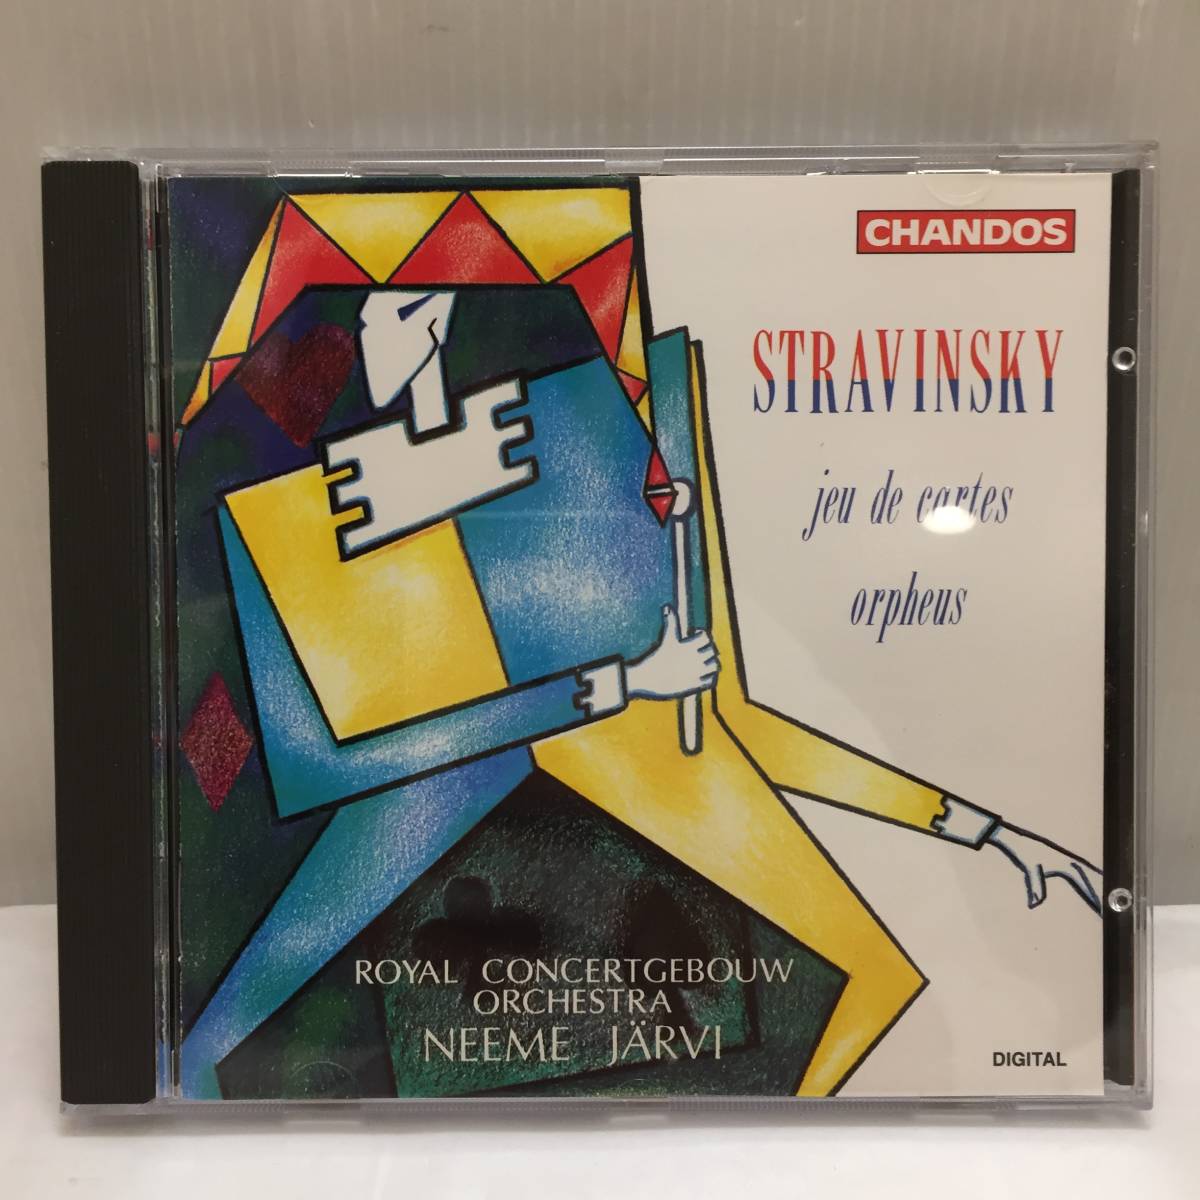 CHANDOS
STRAVINSKY
jeu de cartes
orpheus
ROYAL CONCERTGEBOUW
ORCHESTRA
NEEME JÄRVI
DIGITAL